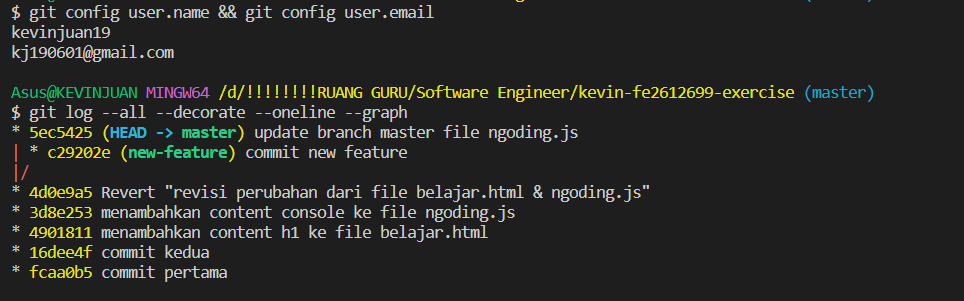 $ git config user.name && git config user.email
kevinjuan19
kj190601@gmail.com
Asus@KEVINJUAN MINGW64 /d/!!!!!!!!RUANG GURU/Software Engineer/kevin-fe2612699-exercise (master)
$ git log --all --decorate --oneline --graph
* 5ec5425 (HEAD -> master) update branch master file ngoding.js
| * c29202e (new-feature) commit new feature
|/
* 4d0e9a5 Revert "revisi perubahan dari file belajar.html & ngoding.js"
* 3d8e253 menambahkan content console ke file ngoding.js
* 4901811 menambahkan content h1 ke file belajar.html
* 16dee4f commit kedua
* fcaa0b5 commit pertama